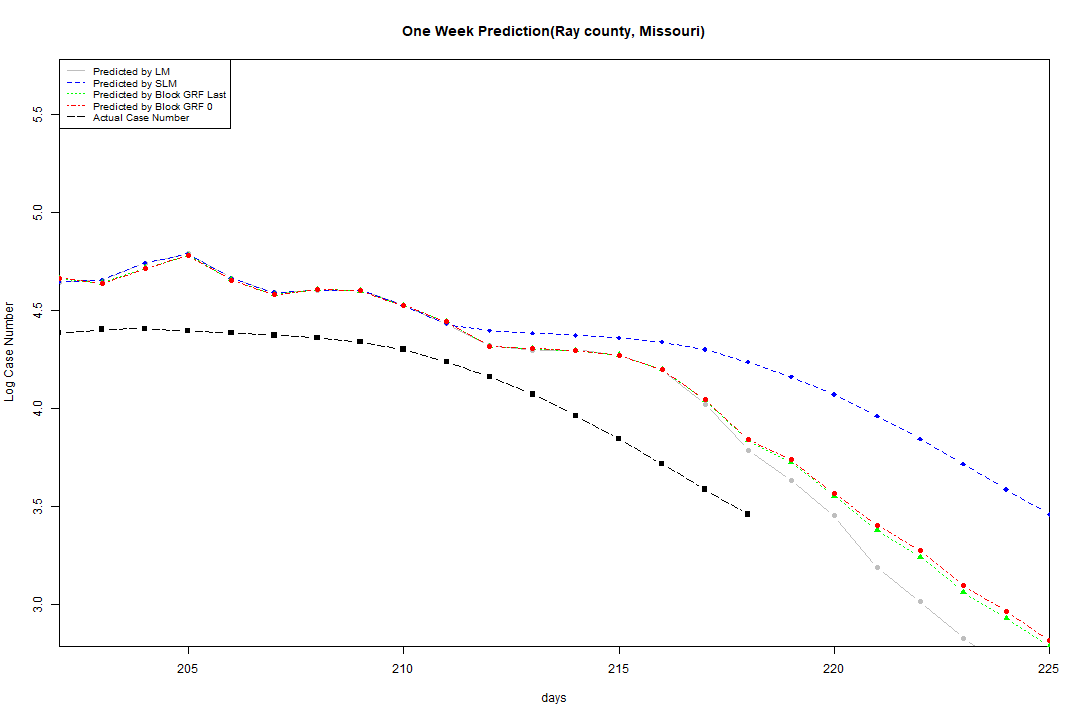 One Week Prediction(Ray county, Missouri)
Predicted by LM
Predicted by SLM
Predicted by Block GRF Last
Predicted by Block GRF 0
Actual Case Number
5.5
5.0
4.5
4.0
3.5
3.0
Log Case Number
205
210
215
220
225
days